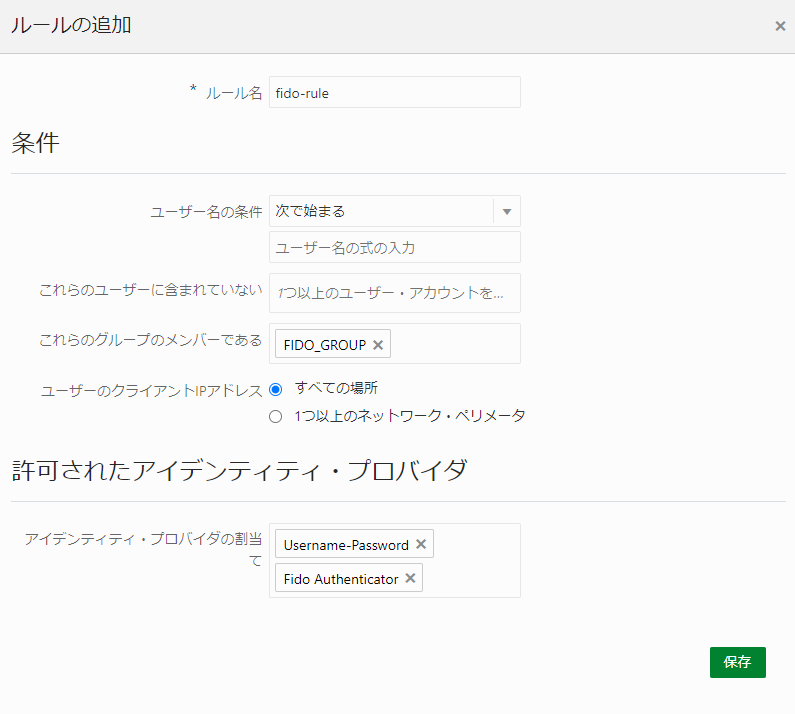 ルールの追加 ×
* ルール名 fido-rule
条件
ユーザー名の条件 次で始まる
ユーザー名の式の入力
これらのユーザーに含まれていない 1つ以上のユーザー・アカウントを...
これらのグループのメンバーである FIDO_GROUP ×
ユーザーのクライアントIPアドレス すべての場所
1つ以上のネットワーク・ペリメータ
許可されたアイデンティティ・プロバイダ
アイデンティティ・プロバイダの割当 Username-Password ×
て
Fido Authenticator ×
保存